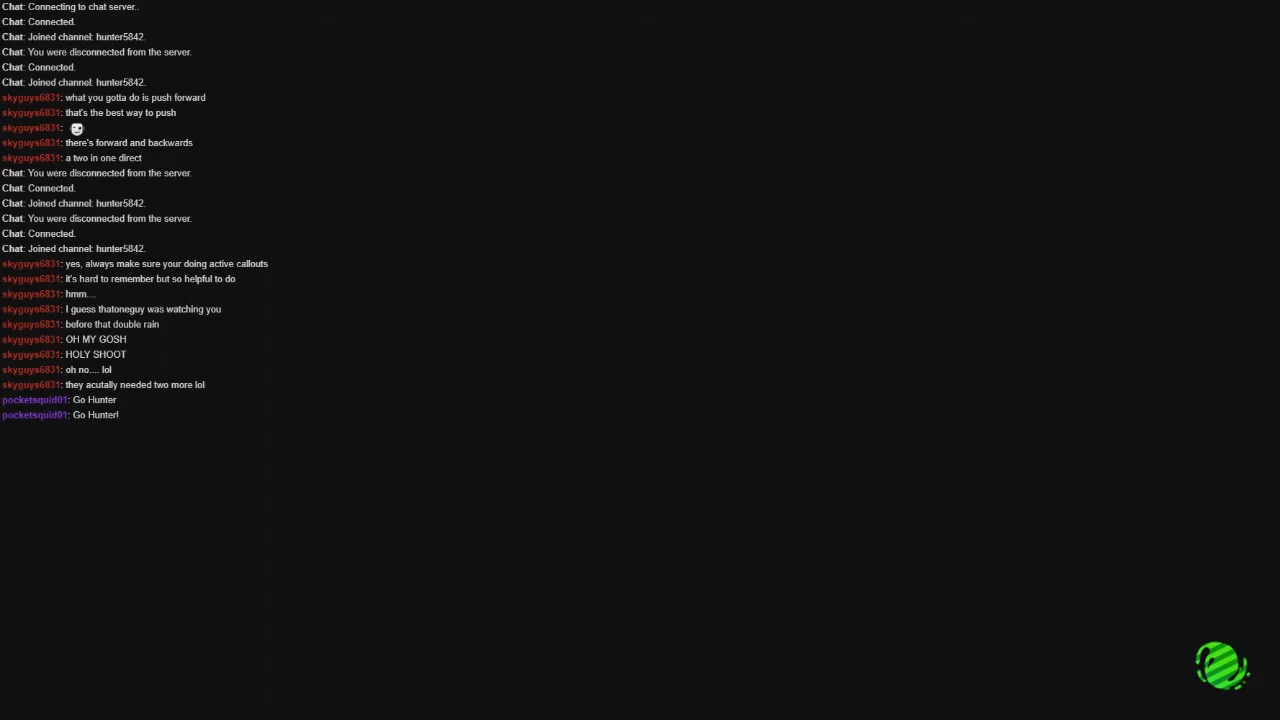 Chat: Connecting to chat server..
Chat: Connected.
Chat: Joined channel: hunter5842.
Chat: You were disconnected from the server.
Chat: Connected.
Chat: Joined channel: hunter5842.
skyguys6831: what you gotta do is push forward
skyguys6831: that's the best way to push
skyguys6831:
skyguys6831: there's forward and backwards
skyguys6831: a two in one direct
Chat: You were disconnected from the server.
Chat: Connected.
Chat: Joined channel: hunter5842.
Chat: You were disconnected from the server.
Chat: Connected.
Chat: Joined channel: hunter5842.
skyguys6831: yes, always make sure your doing active callouts
skyguys6831: it's hard to remember but so helpful to do
skyguys6831: hmm....
skyguys6831: I guess thatoneguy was watching you
skyguys6831: before that double rain
skyguys6831: OH MY GOSH
skyguys6831: HOLY SHOOT
skyguys6831: oh no.... lol
skyguys6831: they acutally needed two more lol
pocketsquid01: Go Hunter
pocketsquid01: Go Hunter!